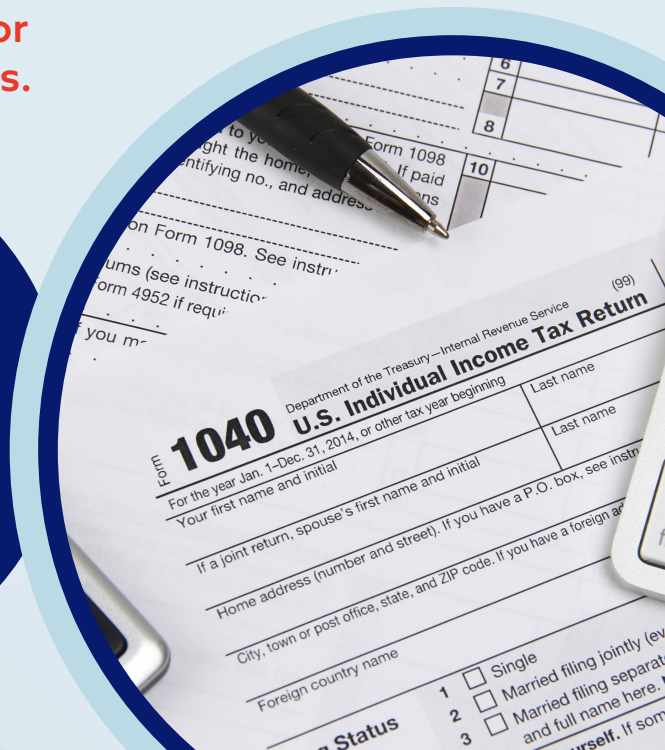 or
s.
6
7
8
to yo
Form 1098
ght the home,
If paid
entifying no., and address
ons
10
on Form 1098. See instru
ums (see instruction
orm 4952 if requi
f you m
(99)
Department of the Treasury—Internal Revenue Service
Form 1040
U.S. Individual Income Tax Return
For the year Jan. 1–Dec. 31, 2014, or other tax year beginning
Your first name and initial
Last name
If a joint return, spouse's first name and initial
Last name
Home address (number and street). If you have a P.O. box, see instr
City, town or post office, state, and ZIP code. If you have a foreign ad
Foreign country name
g Status
1 Single
2 Married filing jointly (ev
3 Married filing separat
and full name here.
urself. If som